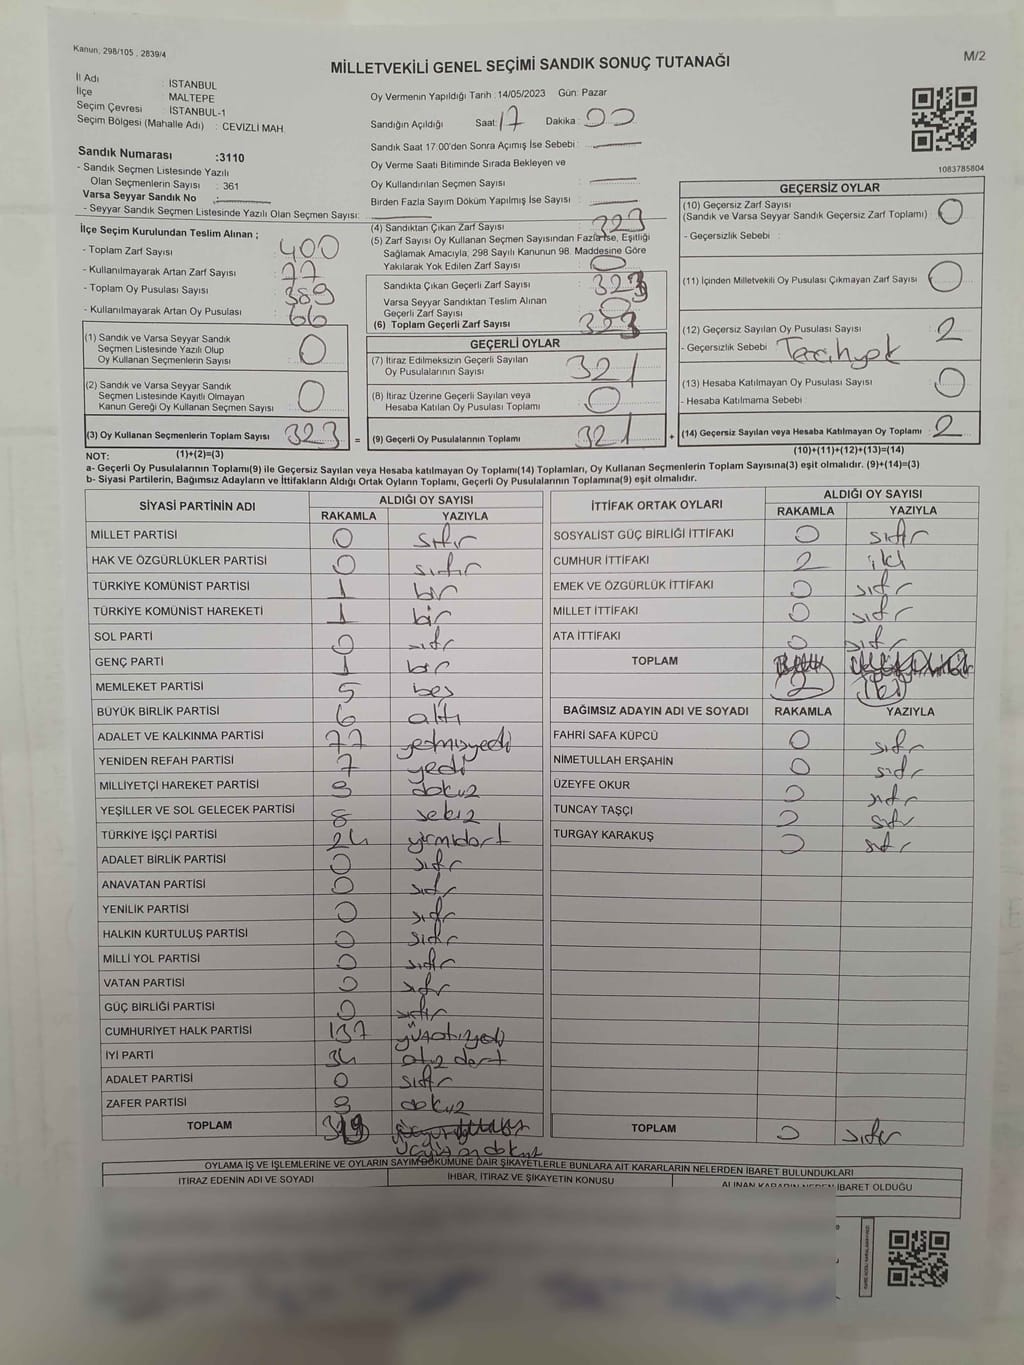 Kanun, 298/105 , 2839/4
M/2
MİLLETVEKİLİ GENEL SEÇİMİ SANDIK SONUÇ TUTANAĞI
İl Adı : İSTANBUL
İlçe MALTEPE
Seçim Çevresi : İSTANBUL-1
Seçim Bölgesi (Mahalle Adı) : CEVİZLİ MAH.
Oy Vermenin Yapıldığı Tarih :14/05/2023 Gün: Pazar
Sandığın Açıldığı Saat: 17 Dakika : 00
Sandık Saat 17:00'den Sonra Açımış İse Sebebi :
Oy Verme Saati Bitiminde Sırada Bekleyen ve
Oy Kullandırılan Seçmen Sayısı
Birden Fazla Sayım Döküm Yapılmış İse Sayısı :
Sandık Numarası :3110
- Sandık Seçmen Listesinde Yazılı
Olan Seçmenlerin Sayısı : 361
Varsa Seyyar Sandık No :
- Seyyar Sandık Seçmen Listesinde Yazılı Olan Seçmen Sayısı:
1083785804
İlçe Seçim Kurulundan Teslim Alınan ;
- Toplam Zarf Sayısı : 400
- Kullanılmayarak Artan Zarf Sayısı : 77
- Toplam Oy Pusulası Sayısı : 389
- Kullanılmayarak Artan Oy Pusulası : 66
(4) Sandıktan Çıkan Zarf Sayısı : 323
(5) Zarf Sayısı Oy Kullanan Seçmen Sayısından Fazla İse, Eşitliği
Sağlamak Amacıyla, 298 Sayılı Kanunun 98. Maddesine Göre
Yakılarak Yok Edilen Zarf Sayısı : 0
Sandıkta Çıkan Geçerli Zarf Sayısı : 323
Varsa Seyyar Sandıktan Teslim Alınan
Geçerli Zarf Sayısı : 0
(6) Toplam Geçerli Zarf Sayısı : 323
GEÇERSİZ OYLAR
(10) Geçersiz Zarf Sayısı
(Sandık ve Varsa Seyyar Sandık Geçersiz Zarf Toplamı) : 0
- Geçersizlik Sebebi :
(11) İçinden Milletvekili Oy Pusulası Çıkmayan Zarf Sayısı : 0
(12) Geçersiz Sayılan Oy Pusulası Sayısı : 2
- Geçersizlik Sebebi : Tercihyok
(13) Hesaba Katılmayan Oy Pusulası Sayısı : 0
- Hesaba Katılmama Sebebi :
(1) Sandık ve Varsa Seyyar Sandık
Seçmen Listesinde Yazılı Olup
Oy Kullanan Seçmenlerin Sayısı : 0
(2) Sandık ve Varsa Seyyar Sandık
Seçmen Listesinde Kayıtlı Olmayan
Kanun Gereği Oy Kullanan Seçmen Sayısı : 0
GEÇERLİ OYLAR
(7) İtiraz Edilmeksizin Geçerli Sayılan
Oy Pusulalarının Sayısı : 321
(8) İtiraz Üzerine Geçerli Sayılan veya
Hesaba Katılan Oy Pusulası Toplamı : 0
(3) Oy Kullanan Seçmenlerin Toplam Sayısı : 323 = (9) Geçerli Oy Pusulalarının Toplamı : 321 + (14) Geçersiz Sayılan veya Hesaba Katılmayan Oy Toplamı : 2
NOT: (1)+(2)=(3) (10)+(11)+(12)+(13)=(14)
a- Geçerli Oy Pusulalarının Toplamı(9) ile Geçersiz Sayılan veya Hesaba katılmayan Oy Toplamı(14) Toplamları, Oy Kullanan Seçmenlerin Toplam Sayısına(3) eşit olmalıdır. (9)+(14)=(3)
b- Siyasi Partilerin, Bağımsız Adayların ve İttifakların Aldığı Ortak Oyların Toplamı, Geçerli Oy Pusulalarının Toplamına(9) eşit olmalıdır.
SİYASİ PARTİNİN ADI ALDIĞI OY SAYISI
RAKAMLA YAZIYLA
MİLLET PARTİSİ 0 sıfır
HAK VE ÖZGÜRLÜKLER PARTİSİ 0 sıfır
TÜRKİYE KOMÜNİST PARTİSİ 1 bir
TÜRKİYE KOMÜNİST HAREKETİ 1 bir
SOL PARTİ 0 sıfır
GENÇ PARTİ 1 bir
MEMLEKET PARTİSİ 5 beş
BÜYÜK BİRLİK PARTİSİ 6 altı
ADALET VE KALKINMA PARTİSİ 77 yetmişyedi
YENİDEN REFAH PARTİSİ 7 yedi
MİLLİYETÇİ HAREKET PARTİSİ 9 dokuz
YEŞİLLER VE SOL GELECEK PARTİSİ 8 sekiz
TÜRKİYE İŞÇİ PARTİSİ 24 yirmidört
ADALET BİRLİK PARTİSİ 0 sıfır
ANAVATAN PARTİSİ 0 sıfır
YENİLİK PARTİSİ 0 sıfır
HALKIN KURTULUŞ PARTİSİ 0 sıfır
MİLLİ YOL PARTİSİ 0 sıfır
VATAN PARTİSİ 0 sıfır
GÜÇ BİRLİĞİ PARTİSİ 0 sıfır
CUMHURİYET HALK PARTİSİ 137 yüzotuzyedi
İYİ PARTİ 34 otuz dört
ADALET PARTİSİ 0 sıfır
ZAFER PARTİSİ 9 dokuz
TOPLAM 319
Üçyüz on dokuz
İTTİFAK ORTAK OYLARI ALDIĞI OY SAYISI
RAKAMLA YAZIYLA
SOSYALİST GÜÇ BİRLİĞİ İTTİFAKI 0 sıfır
CUMHUR İTTİFAKI 2 iki
EMEK VE ÖZGÜRLÜK İTTİFAKI 0 sıfır
MİLLET İTTİFAKI 0 sıfır
ATA İTTİFAKI 0 sıfır
TOPLAM
2 iki
BAĞIMSIZ ADAYIN ADI VE SOYADI RAKAMLA YAZIYLA
FAHRİ SAFA KÜPCÜ 0 sıfır
NİMETULLAH ERŞAHİN 0 sıfır
ÜZEYFE OKUR 0 sıfır
TUNCAY TAŞÇI 0 sıfır
TURGAY KARAKUŞ 0 sıfır
TOPLAM 0 sıfır
OYLAMA İŞ VE İŞLEMLERİNE VE OYLARIN SAYIM DÖKÜMÜNE DAİR ŞİKAYETLERLE BUNLARA AİT KARARLARIN NELERDEN İBARET BULUNDUKLARI
İTİRAZ EDENİN ADI VE SOYADI İHBAR, İTİRAZ VE ŞİKAYETİN KONUSU ALINAN KARARIN NEDEN İBARET OLDUĞU